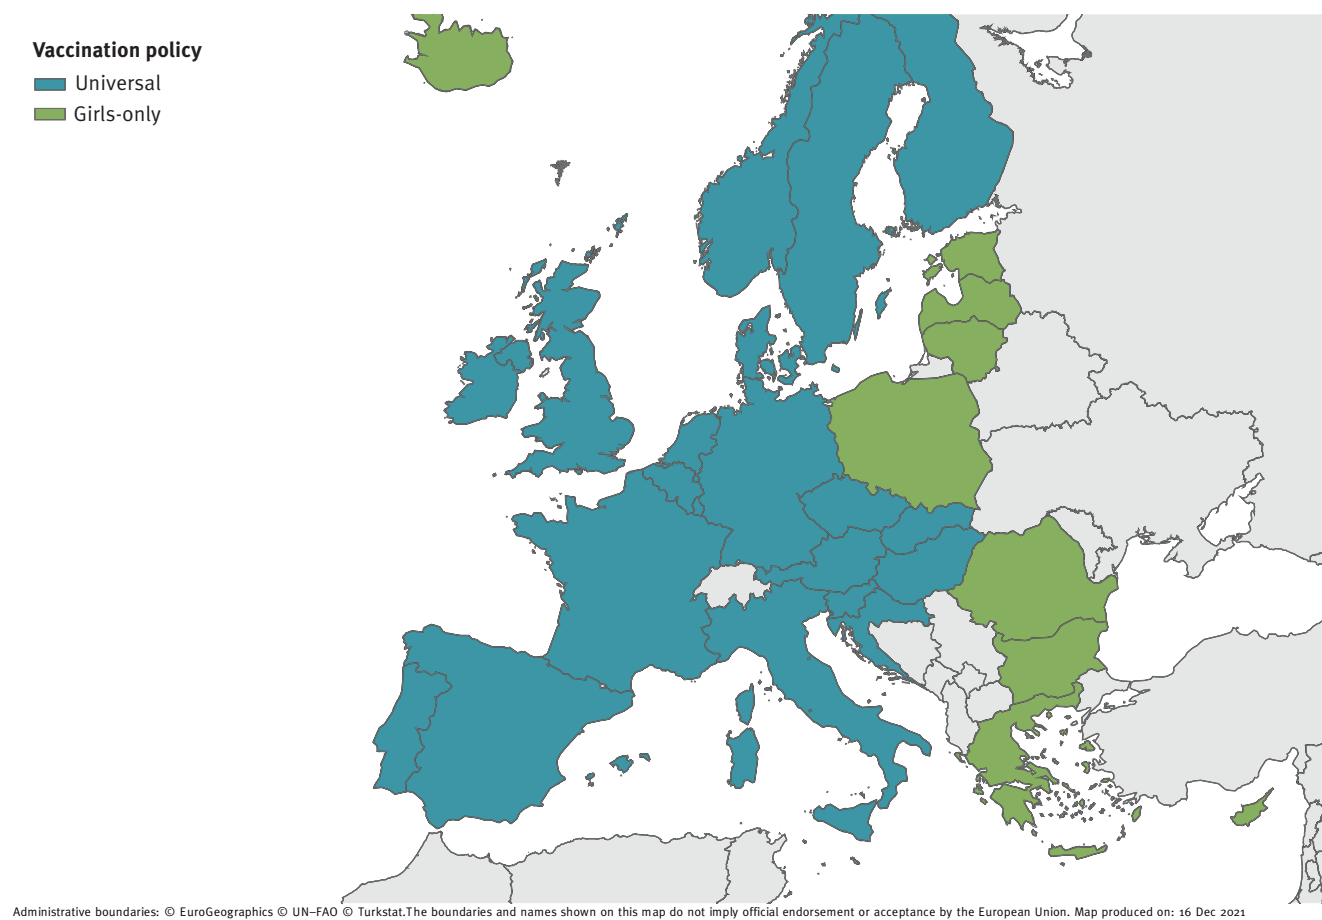 Vaccination policy
Universal
Girls-only
Administrative boundaries: © EuroGeographics © UN–FAO © Turkstat.The boundaries and names shown on this map do not imply official endorsement or acceptance by the European Union. Map produced on: 16 Dec 2021